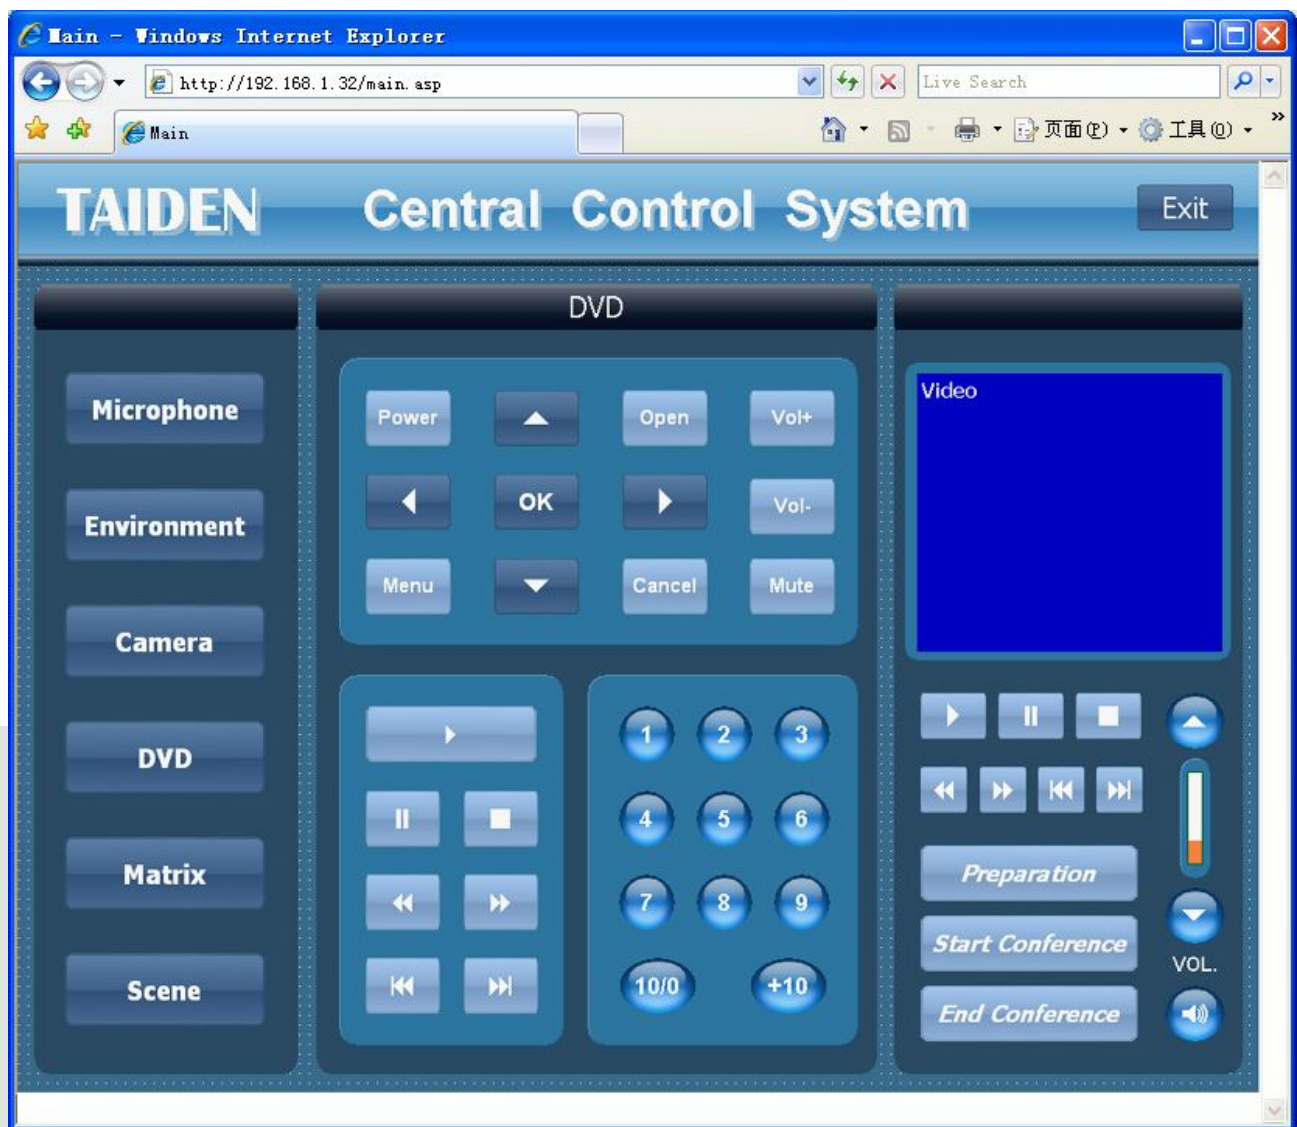 Main - Windows Internet Explorer
http://192.168.1.32/main.asp
Live Search
Main
页面(P)
工具(O)
TAIDEN Central Control System Exit
DVD
Microphone
Environment
Camera
DVD
Matrix
Scene
Power
Open
Vol+
OK
Vol-
Menu
Cancel
Mute
1 2 3
4 5 6
7 8 9
10/0 +10
Video
Preparation
Start Conference
End Conference
VOL.